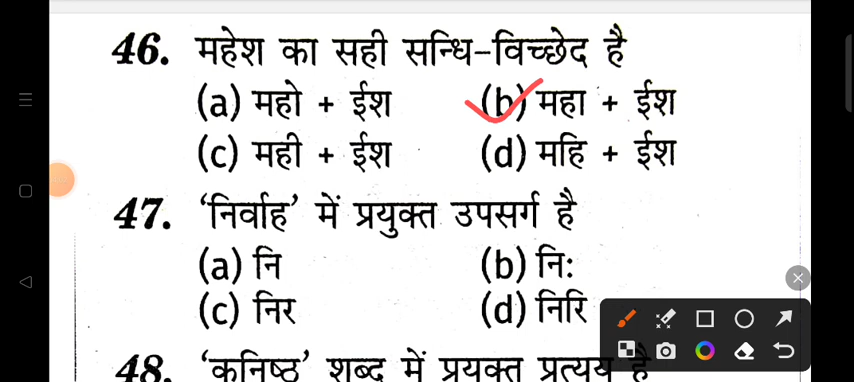 46. महेश का सही सन्धि-विच्छेद है
(a) महो + ईश (b) महा + ईश
(c) मही + ईश (d) महि + ईश
47. 'निर्वाह' में प्रयुक्त उपसर्ग है
(a) नि (b) नि:
(c) निर (d) निरि
48. 'कनिष्ठ' शब्द में प्रयुक्त प्रत्यय है